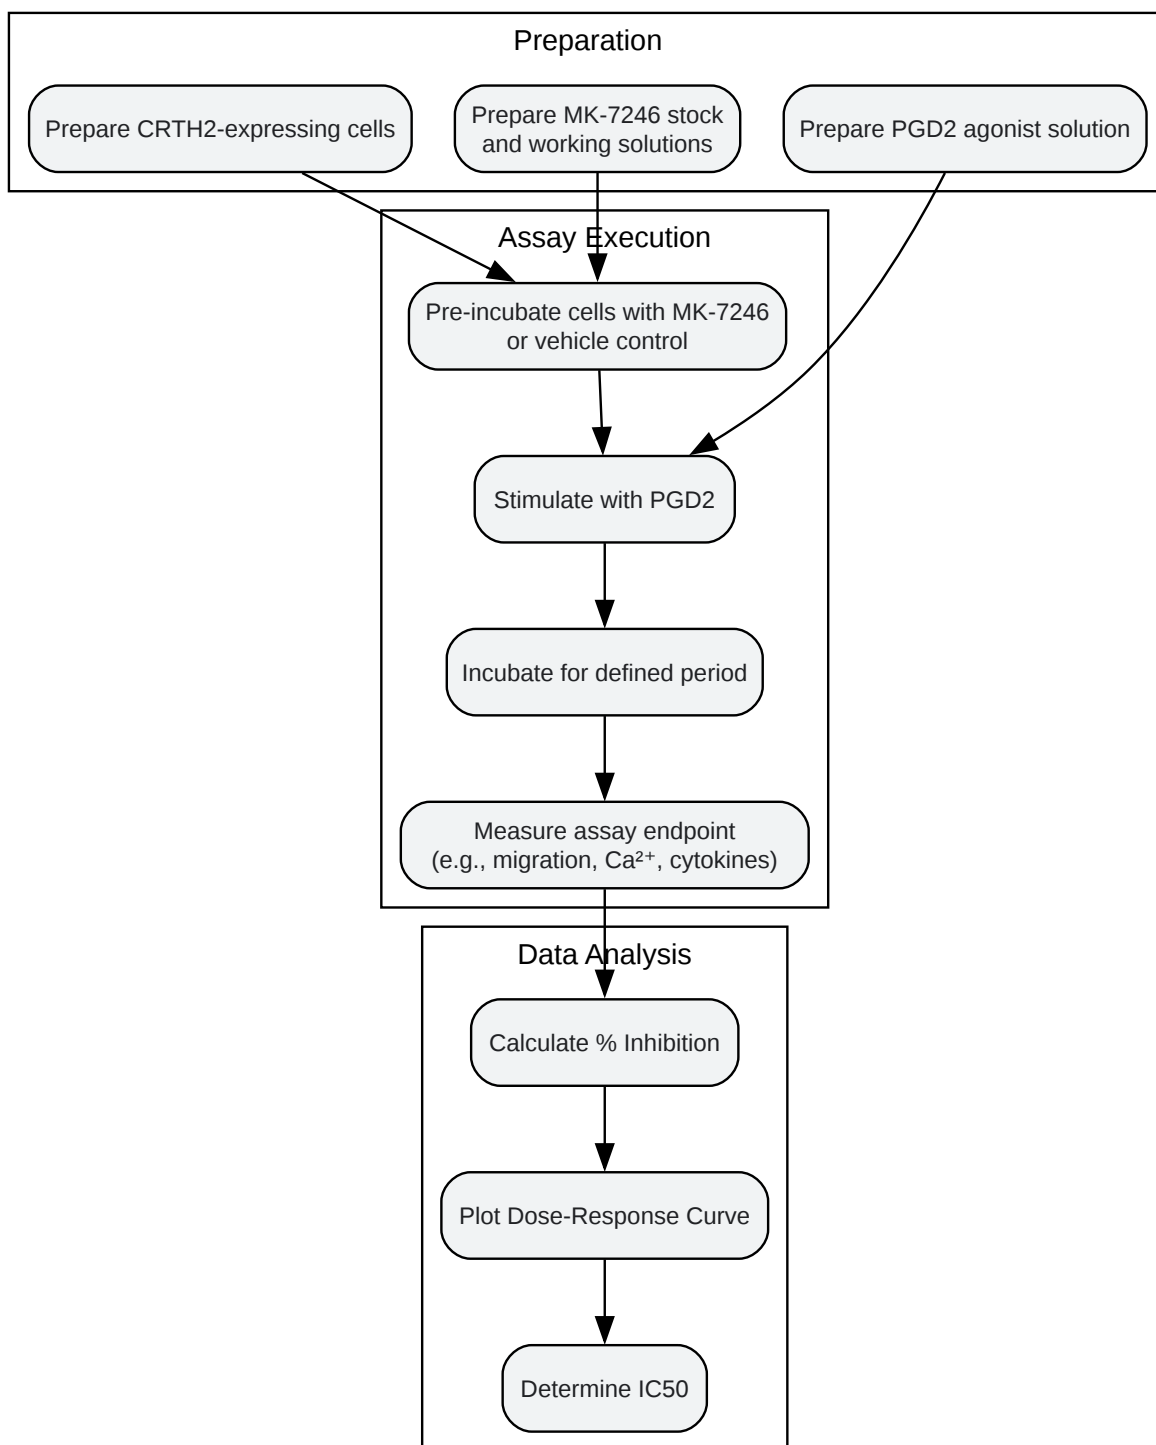 Preparation
Prepare CRTH2-expressing cells
Prepare MK-7246 stock
and working solutions
Prepare PGD2 agonist solution
Assay Execution
Pre-incubate cells with MK-7246
or vehicle control
Stimulate with PGD2
Incubate for defined period
Measure assay endpoint
(e.g., migration, Ca²⁺, cytokines)
Data Analysis
Calculate % Inhibition
Plot Dose-Response Curve
Determine IC50